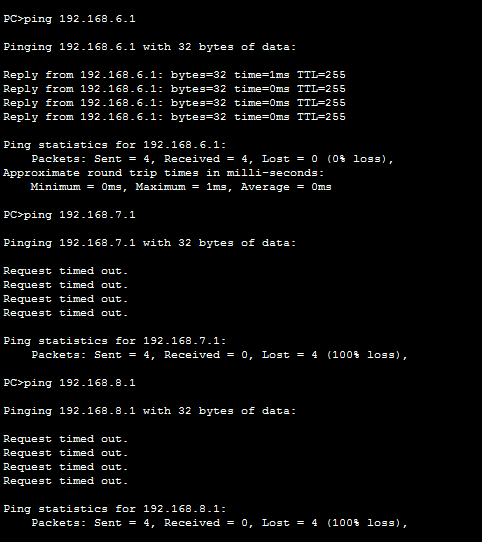 PC>ping 192.168.6.1
Pinging 192.168.6.1 with 32 bytes of data:
Reply from 192.168.6.1: bytes=32 time=1ms TTL=255
Reply from 192.168.6.1: bytes=32 time=0ms TTL=255
Reply from 192.168.6.1: bytes=32 time=0ms TTL=255
Reply from 192.168.6.1: bytes=32 time=0ms TTL=255
Ping statistics for 192.168.6.1:
    Packets: Sent = 4, Received = 4, Lost = 0 (0% loss),
Approximate round trip times in milli-seconds:
    Minimum = 0ms, Maximum = 1ms, Average = 0ms
PC>ping 192.168.7.1
Pinging 192.168.7.1 with 32 bytes of data:
Request timed out.
Request timed out.
Request timed out.
Request timed out.
Ping statistics for 192.168.7.1:
    Packets: Sent = 4, Received = 0, Lost = 4 (100% loss),
PC>ping 192.168.8.1
Pinging 192.168.8.1 with 32 bytes of data:
Request timed out.
Request timed out.
Request timed out.
Request timed out.
Ping statistics for 192.168.8.1:
    Packets: Sent = 4, Received = 0, Lost = 4 (100% loss),